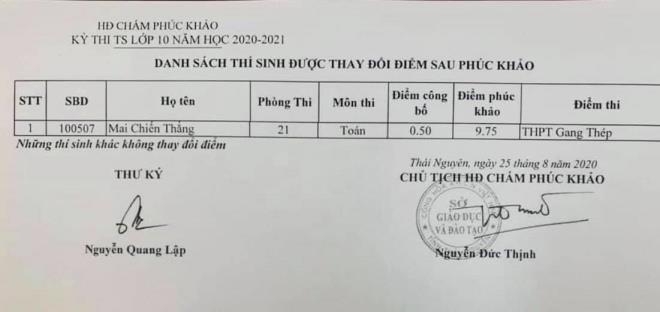 HĐ CHẤM PHÚC KHẢO
KỲ THI TS LỚP 10 NĂM HỌC 2020-2021
DANH SÁCH THÍ SINH ĐƯỢC THAY ĐỔI ĐIỂM SAU PHÚC KHẢO
STT SBD Họ tên Phòng Thi Môn thi Điểm công bố Điểm phúc khảo Điểm thi
1 100507 Mai Chiến Thắng 21 Toán 0.50 9.75 THPT Gang Thép
Những thí sinh khác không thay đổi điểm
Thái Nguyên, ngày 25 tháng 8 năm 2020
THƯ KÝ
CHỦ TỊCH HĐ CHẤM PHÚC KHẢO
SỞ
GIÁO DỤC
VÀ ĐÀO TẠO
Nguyễn Quang Lập
Nguyễn Đức Thịnh